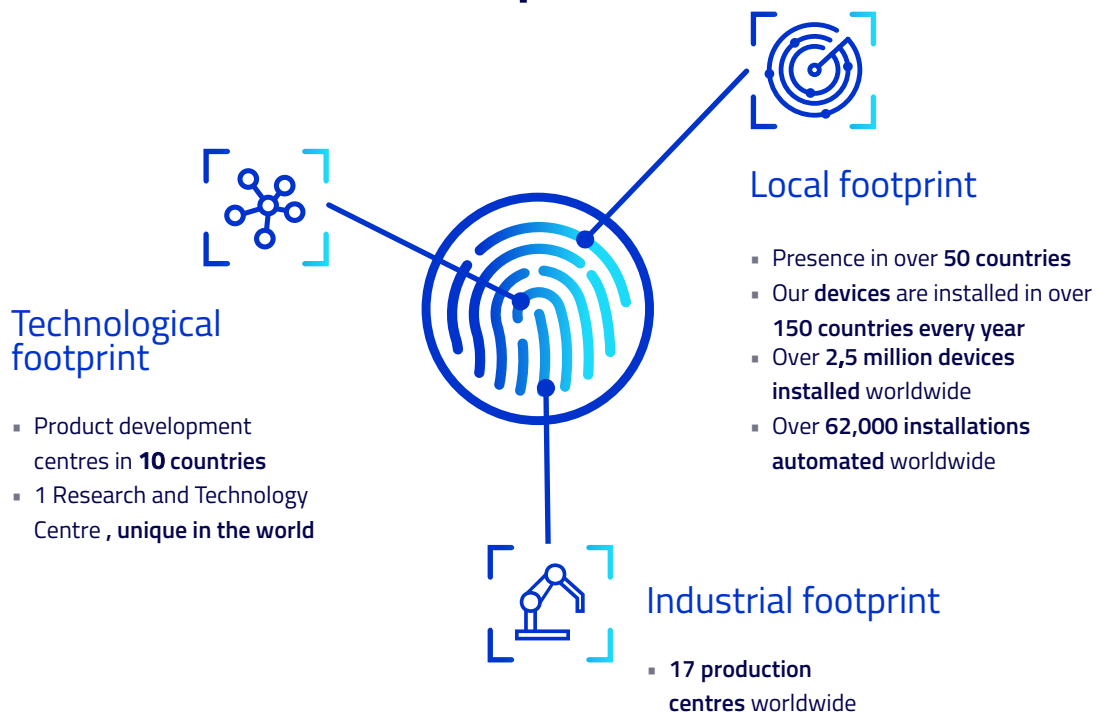 Technological
footprint
Product development
centres in 10 countries
1 Research and Technology
Centre , unique in the world
Local footprint
Presence in over 50 countries
Our devices are installed in over
150 countries every year
Over 2,5 million devices
installed worldwide
Over 62,000 installations
automated worldwide
Industrial footprint
17 production
centres worldwide